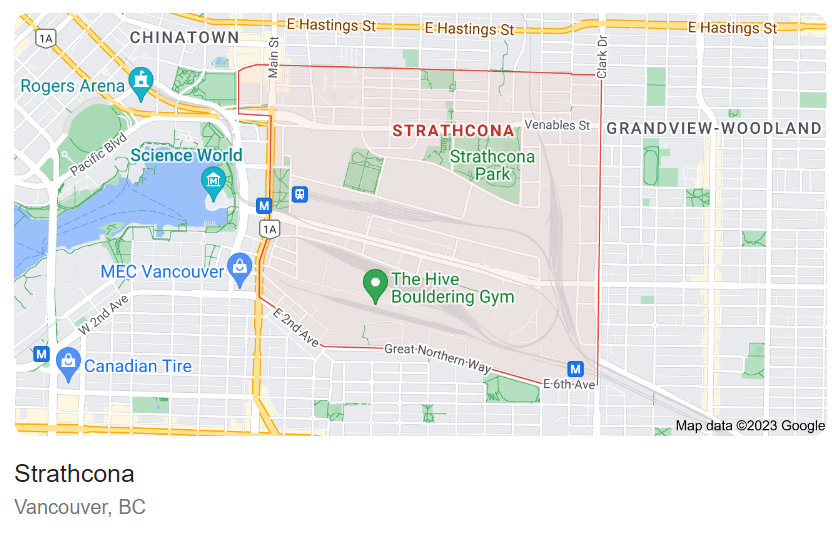 E Hastings St
E Hastings St
E Hastings St
1A
CHINATOWN
Main St
Clark Dr
Rogers Arena
STRATHCONA
Venables St
GRANDVIEW-WOODLAND
Pacific Blvd
Science World
Strathcona
Park
M
1A
MEC Vancouver
The Hive
Bouldering Gym
W 2nd Ave
E 2nd Ave
Great Northern Way
M
Canadian Tire
M
E 6th Ave
Map data ©2023 Google
Strathcona
Vancouver, BC